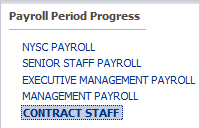 Payroll Period Progress
NYSC PAYROLL
SENIOR STAFF PAYROLL
EXECUTIVE MANAGEMENT PAYROLL
MANAGEMENT PAYROLL
CONTRACT STAFF